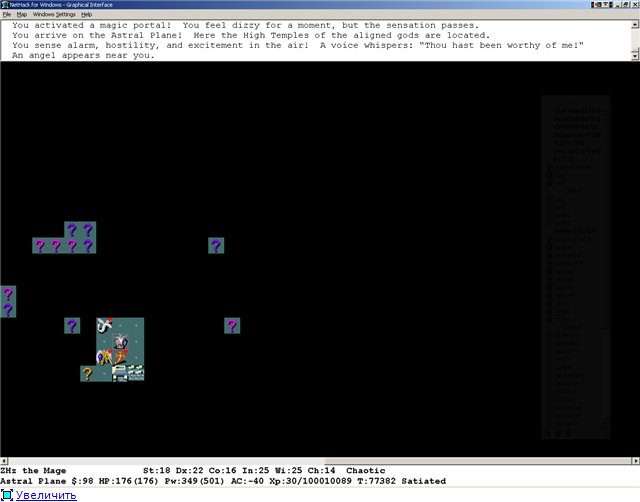 NetHack for Windows - Graphical Interface
File Map Windows Settings Help
You activated a magic portal! You feel dizzy for a moment, but the sensation passes.
You arrive on the Astral Plane! Here the High Temples of the aligned gods are located.
You sense alarm, hostility, and excitement in the air! A voice whispers: "Thou hast been worthy of me!"
An angel appears near you.
? ?
? ? ? ? ?
?
?
? ?
?
ZHz the Mage St:18 Dx:22 Co:16 In:25 Wi:25 Ch:14 Chaotic
Astral Plane $:98 HP:176(176) Pw:349(501) AC:-40 Xp:30/100010089 T:77382 Satiated
Увеличить